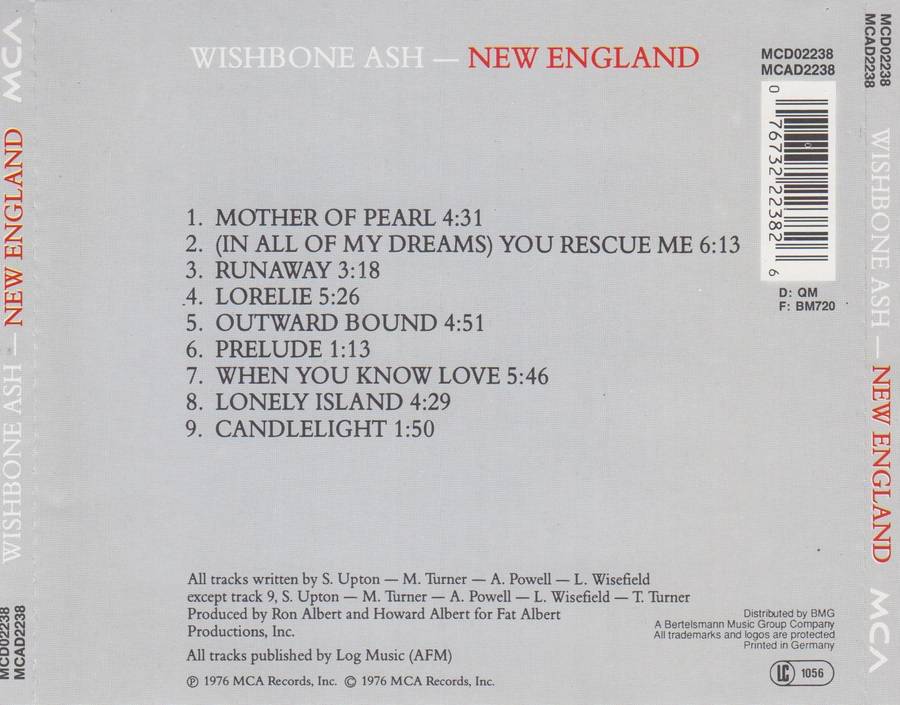 WISHBONE ASH — NEW ENGLAND
MCD02238
MCAD2238
0 76732 22382 6
D: QM
F: BM720
1. MOTHER OF PEARL 4:31
2. (IN ALL OF MY DREAMS) YOU RESCUE ME 6:13
3. RUNAWAY 3:18
4. LORELIE 5:26
5. OUTWARD BOUND 4:51
6. PRELUDE 1:13
7. WHEN YOU KNOW LOVE 5:46
8. LONELY ISLAND 4:29
9. CANDLELIGHT 1:50
All tracks written by S. Upton — M. Turner — A. Powell — L. Wisefield
except track 9, S. Upton — M. Turner — A. Powell — L. Wisefield — T. Turner
Produced by Ron Albert and Howard Albert for Fat Albert
Productions, Inc.
All tracks published by Log Music (AFM)
℗ 1976 MCA Records, Inc. © 1976 MCA Records, Inc.
Distributed by BMG
A Bertelsmann Music Group Company
All trademarks and logos are protected
Printed in Germany
LC 1056
MCD02238
MCAD2238
WISHBONE ASH — NEW ENGLAND
MCA
MCD02238
MCAD2238
WISHBONE ASH — NEW ENGLAND
MCA